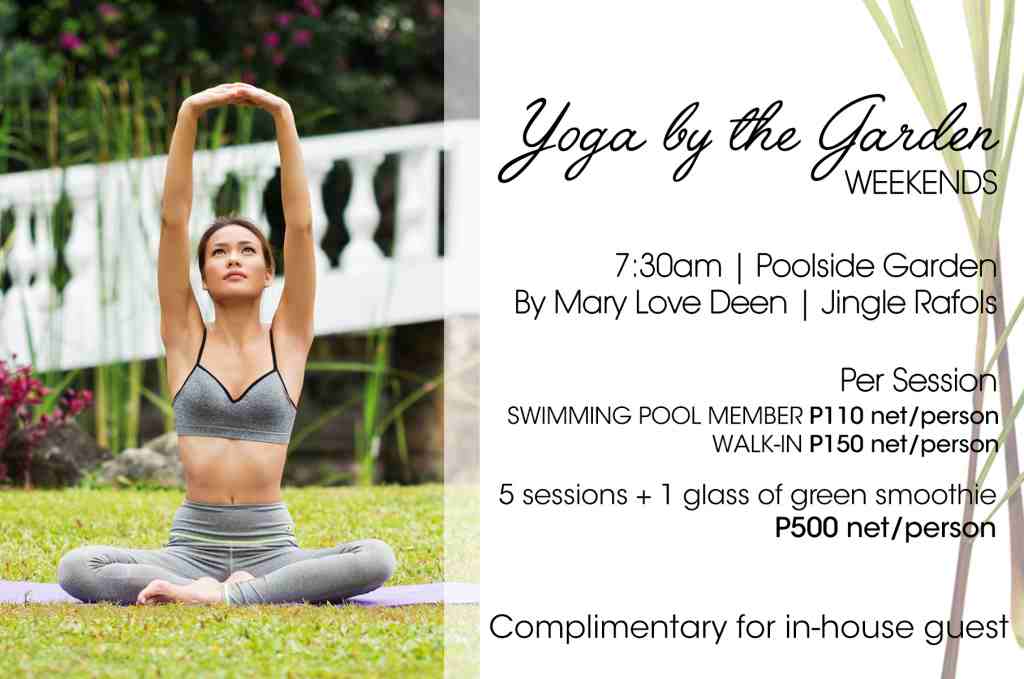 Yoga by the Garden
WEEKENDS
7:30am | Poolside Garden
By Mary Love Deen | Jingle Rafols
Per Session
SWIMMING POOL MEMBER P110 net/person
WALK-IN P150 net/person
5 sessions + 1 glass of green smoothie
P500 net/person
Complimentary for in-house guest